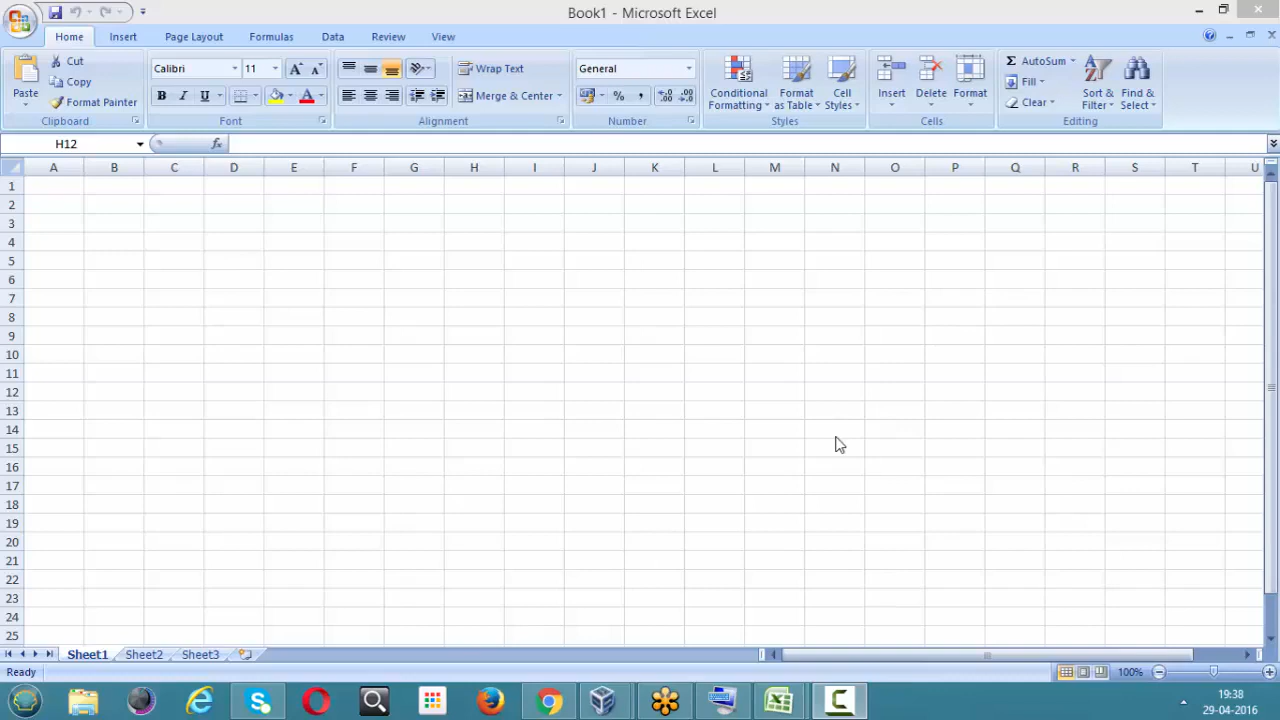 Book1 - Microsoft Excel
Home Insert Page Layout Formulas Data Review View
Paste
Cut
Copy
Format Painter
Clipboard
Calibri 11
B I U A
Font
Wrap Text
Merge & Center
Alignment
General
% ,
Number
Conditional Formatting
Format as Table
Cell Styles
Styles
Insert
Delete
Format
Cells
Σ AutoSum
Fill
Clear
Sort & Filter
Find & Select
Editing
H12 fx
A B C D E F G H I J K L M N O P Q R S T U
1
2
3
4
5
6
7
8
9
10
11
12
13
14
15
16
17
18
19
20
21
22
23
24
25
Sheet1 Sheet2 Sheet3
Ready 100%
19:38
29-04-2016